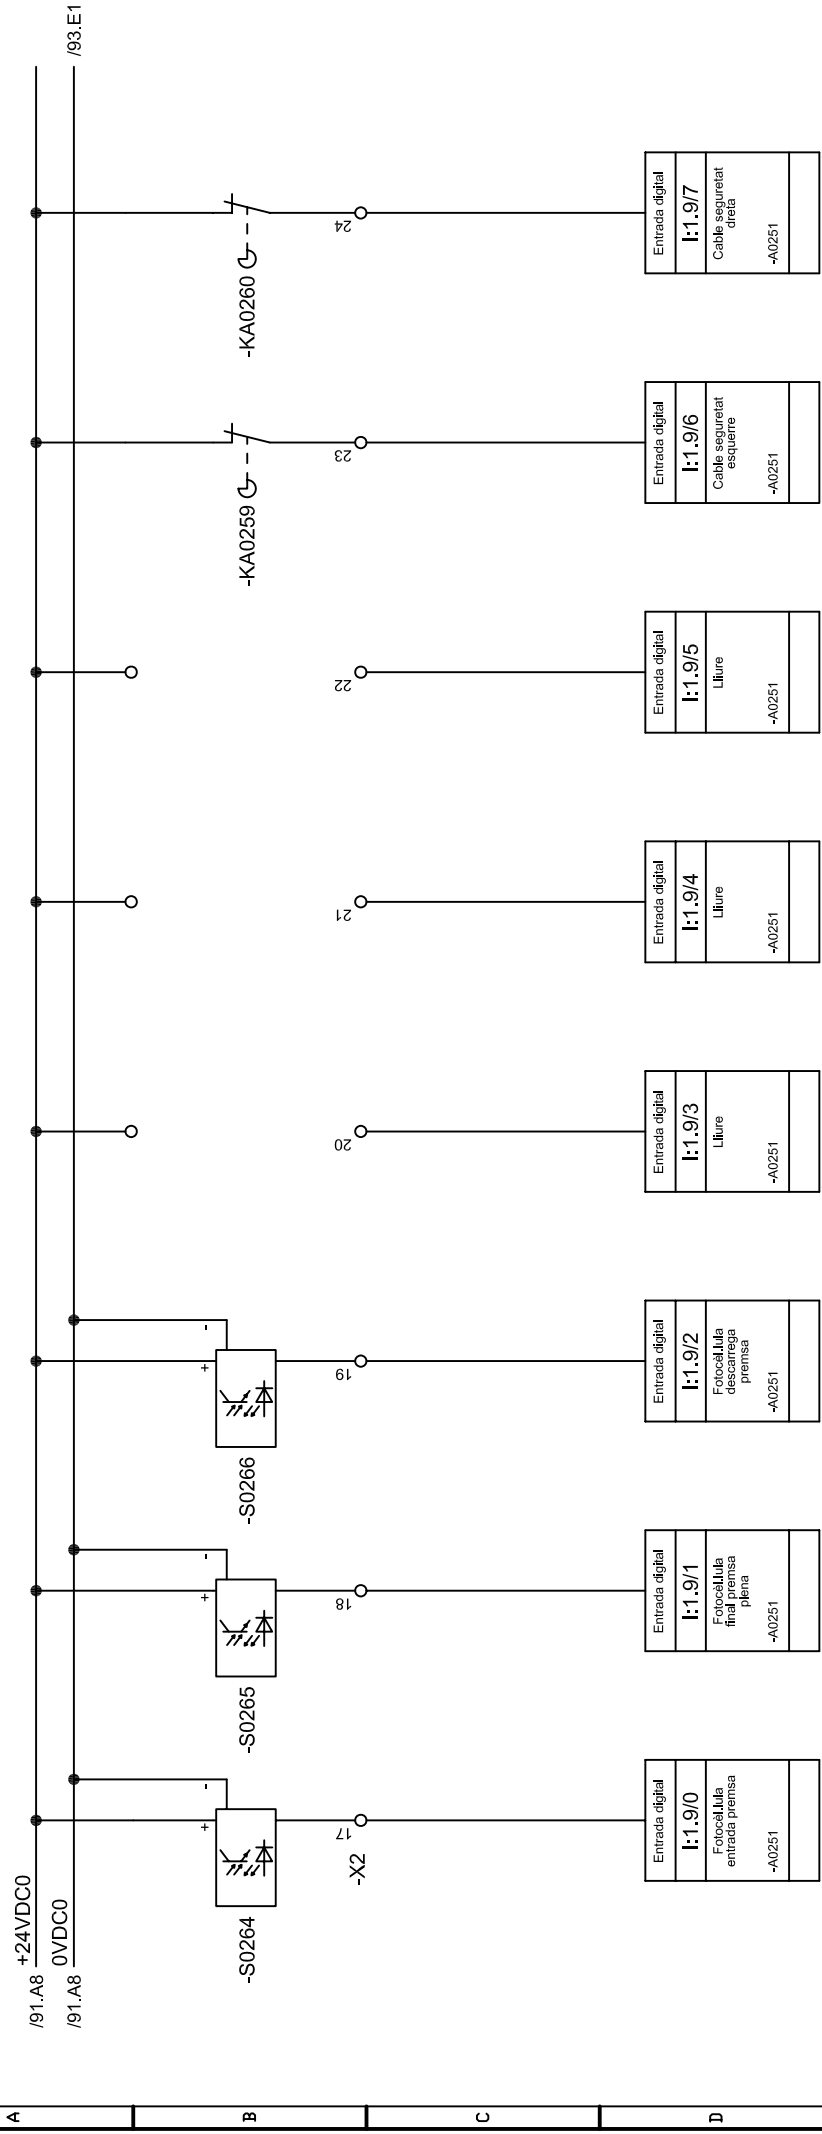 +24VDC0
/91.A8
0VDC0
/91.A8
/93.E1
+
-
-S0264
17
-X2
+
-
-S0265
18
+
-
-S0266
19
20
21
22
-KA0259
23
-KA0260
24
Entrada digital
I:1.9/0
Fotocèl.lula
entrada premsa
-A0251
Entrada digital
I:1.9/1
Fotocèl.lula
final premsa
plena
-A0251
Entrada digital
I:1.9/2
Fotocèl.lula
descarrega
premsa
-A0251
Entrada digital
I:1.9/3
Lliure
-A0251
Entrada digital
I:1.9/4
Lliure
-A0251
Entrada digital
I:1.9/5
Lliure
-A0251
Entrada digital
I:1.9/6
Cable seguretat
esquerre
-A0251
Entrada digital
I:1.9/7
Cable seguretat
dreta
-A0251
A
B
C
D